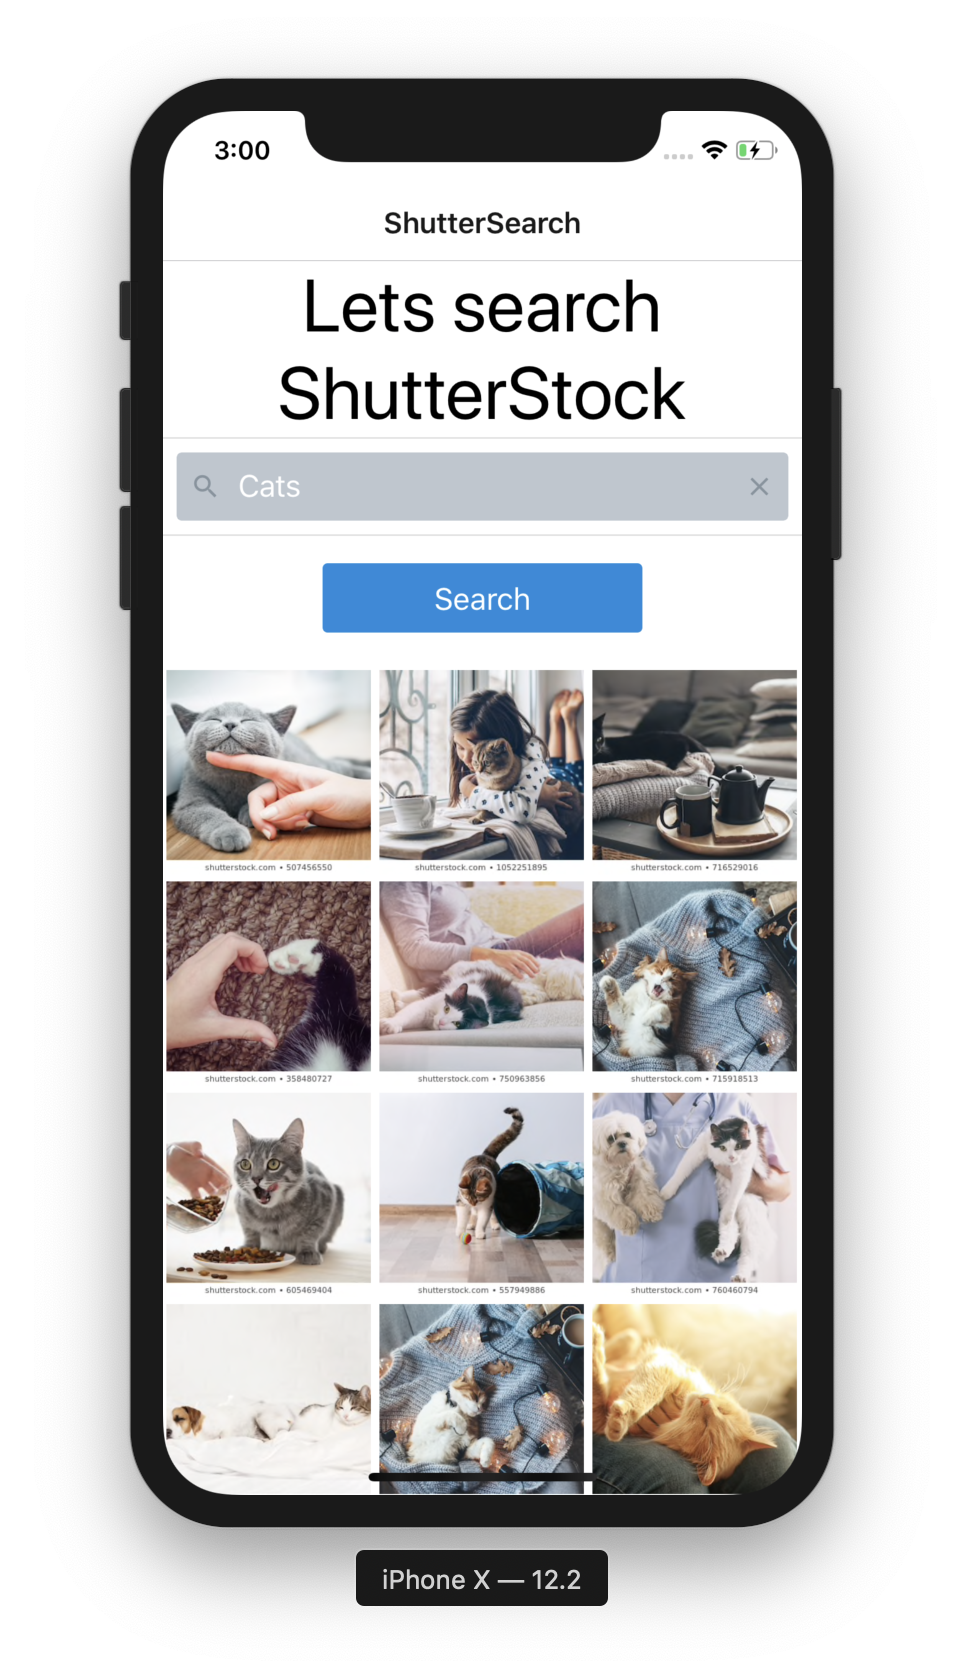 3:00
ShutterSearch
Lets search
ShutterStock
Cats
Search
shutterstock.com • 507456550
shutterstock.com • 1052251895
shutterstock.com • 716529016
shutterstock.com • 358480727
shutterstock.com • 750963856
shutterstock.com • 715918513
shutterstock.com • 605469404
shutterstock.com • 557949886
shutterstock.com • 760460794
iPhone X — 12.2